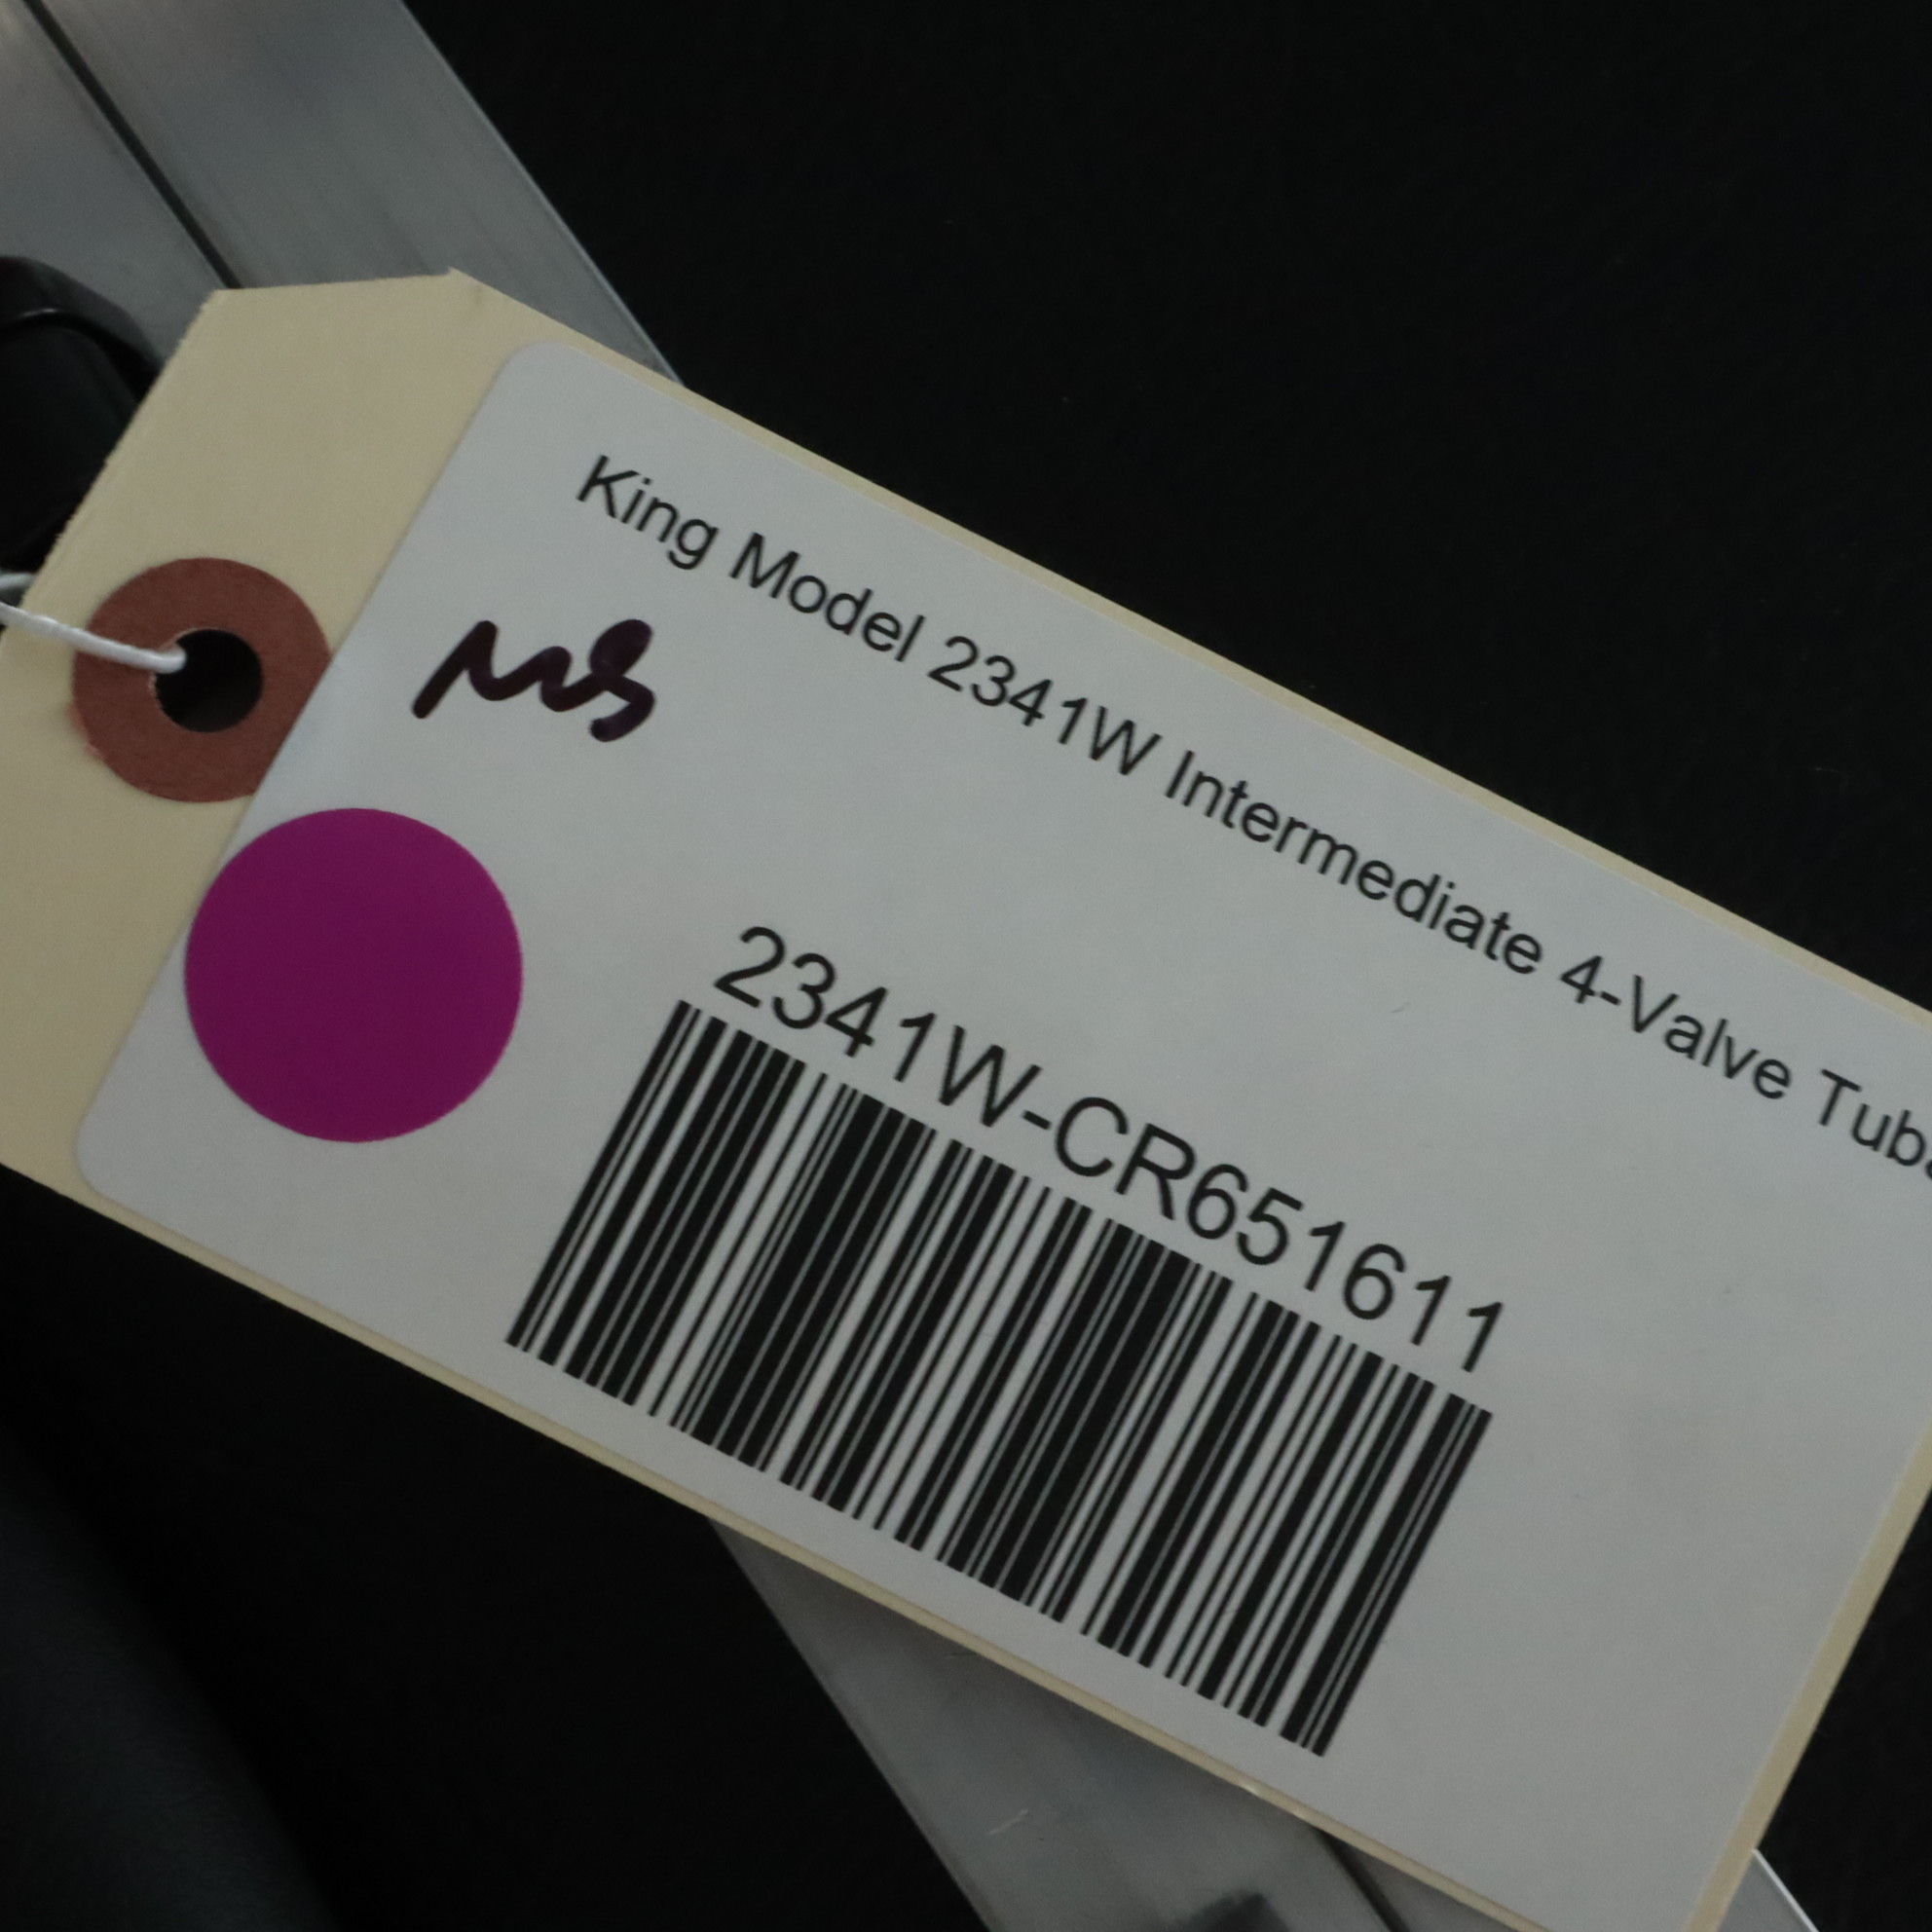 King Model 2341W Intermediate 4-Valve Tuba
2341W-CR651611